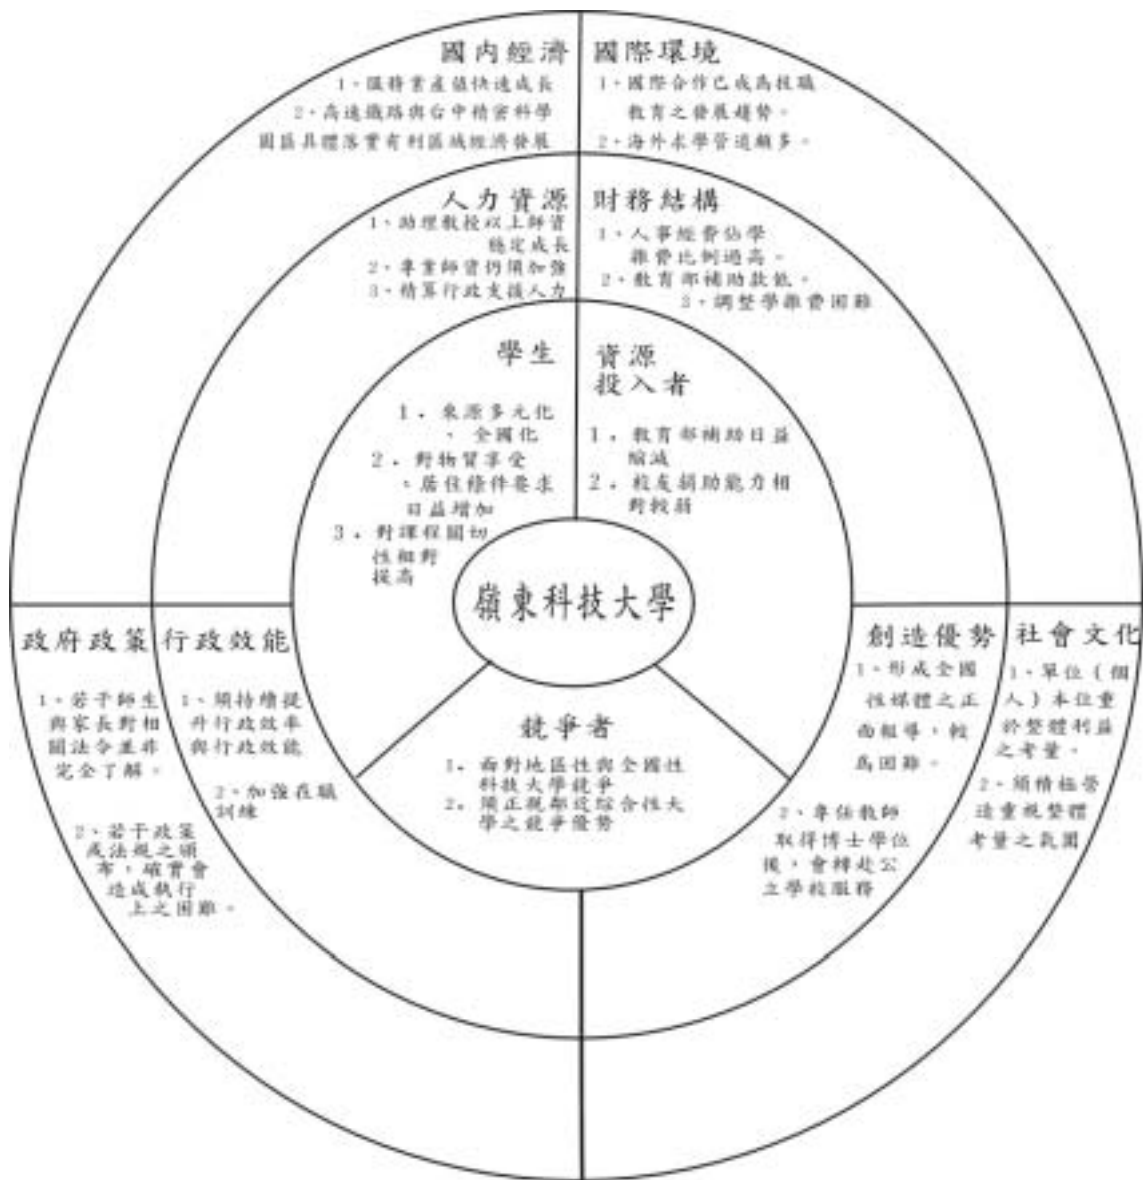 國內經濟
1、服務業產值快速成長
2、高速鐵路與台中精密科學
園區具體落實有利區域經濟發展
國際環境
1、國際合作已成為技職
教育之發展趨勢。
2、海外求學管道頗多。
人力資源
1、助理教授以上師資
穩定成長
2、專業師資仍須加強
3、精算行政支援人力
財務結構
1、人事經費佔學
雜費比例過高。
2、教育部補助款低。
3、調整學雜費困難
學生
1．來源多元化
、全國化
2．對物質享受
、居住條件要求
日益增加
3．對課程關切
性相對
提高
資源
投入者
1．教育部補助日益
縮減
2．校友捐助能力相
對較弱
嶺東科技大學
政府政策
1、若干師生
與家長對相
關法令並非
完全了解。
2、若干政策
或法規之頒
布，確實會
造成執行
上之困難。
行政效能
1、須持續提
升行政效率
與行政效能
2、加強在職
訓練
競爭者
1．面對地區性與全國性
科技大學競爭
2．須正視鄰近綜合性大
學之競爭優勢
創造優勢
1、形成全國
性媒體之正
面報導，較
為困難。
2、專任教師
取得博士學位
後，會轉赴公
立學校服務
社會文化
1、單位（個
人）本位重
於整體利益
之考量。
2、須積極營
造重視整體
考量之氛圍